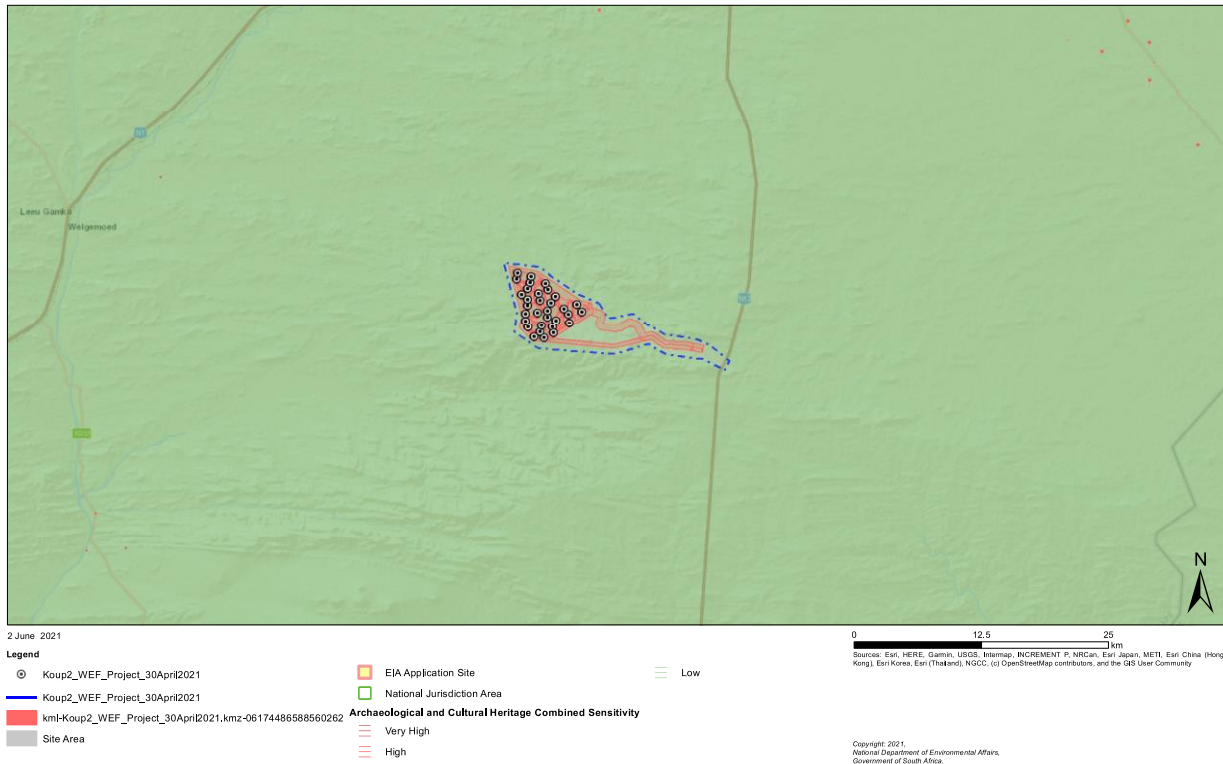 N1
Leeu Gamka
Welgemoed
N
2 June 2021
0 12.5 25
km
Sources: Esri, HERE, Garmin, USGS, Intermap, INCREMENT P, NRCan, Esri Japan, METI, Esri China (Hong
Kong), Esri Korea, Esri (Thailand), NGCC, (c) OpenStreetMap contributors, and the GIS User Community
Legend
Koup2_WEF_Project_30April2021
Koup2_WEF_Project_30April2021
kml-Koup2_WEF_Project_30April2021.kmz-06174486588560262
Site Area
EIA Application Site
National Jurisdiction Area
Archaeological and Cultural Heritage Combined Sensitivity
Very High
High
Low
Copyright: 2021,
National Department of Environmental Affairs,
Government of South Africa.